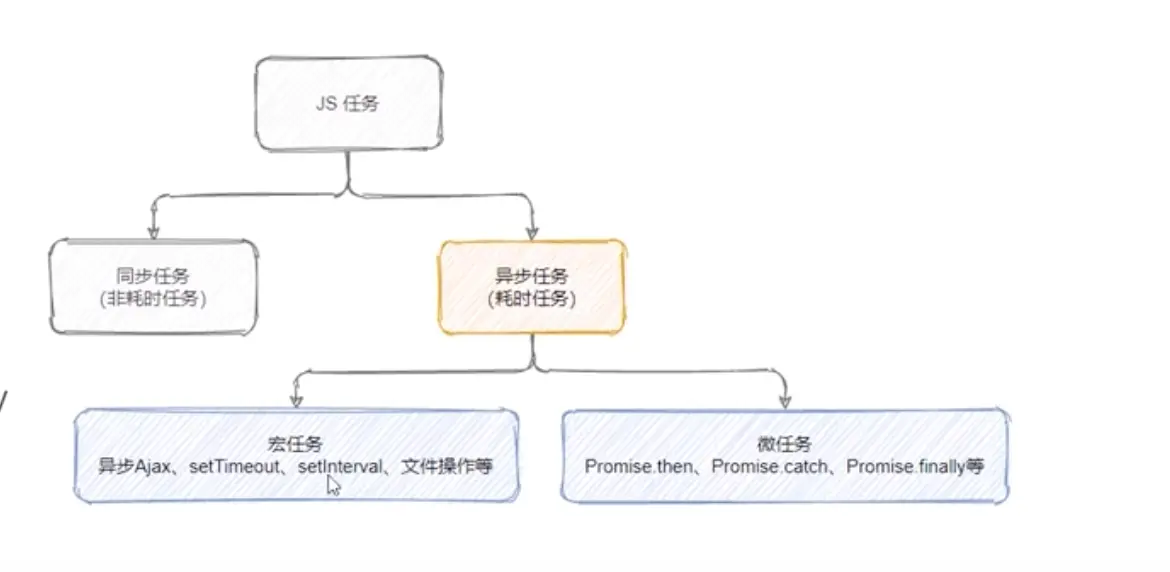 JS 任务
同步任务
(非耗时任务)
异步任务
(耗时任务)
宏任务
异步Ajax、setTimeout、setInterval、文件操作等
微任务
Promise.then、Promise.catch、Promise.finally等